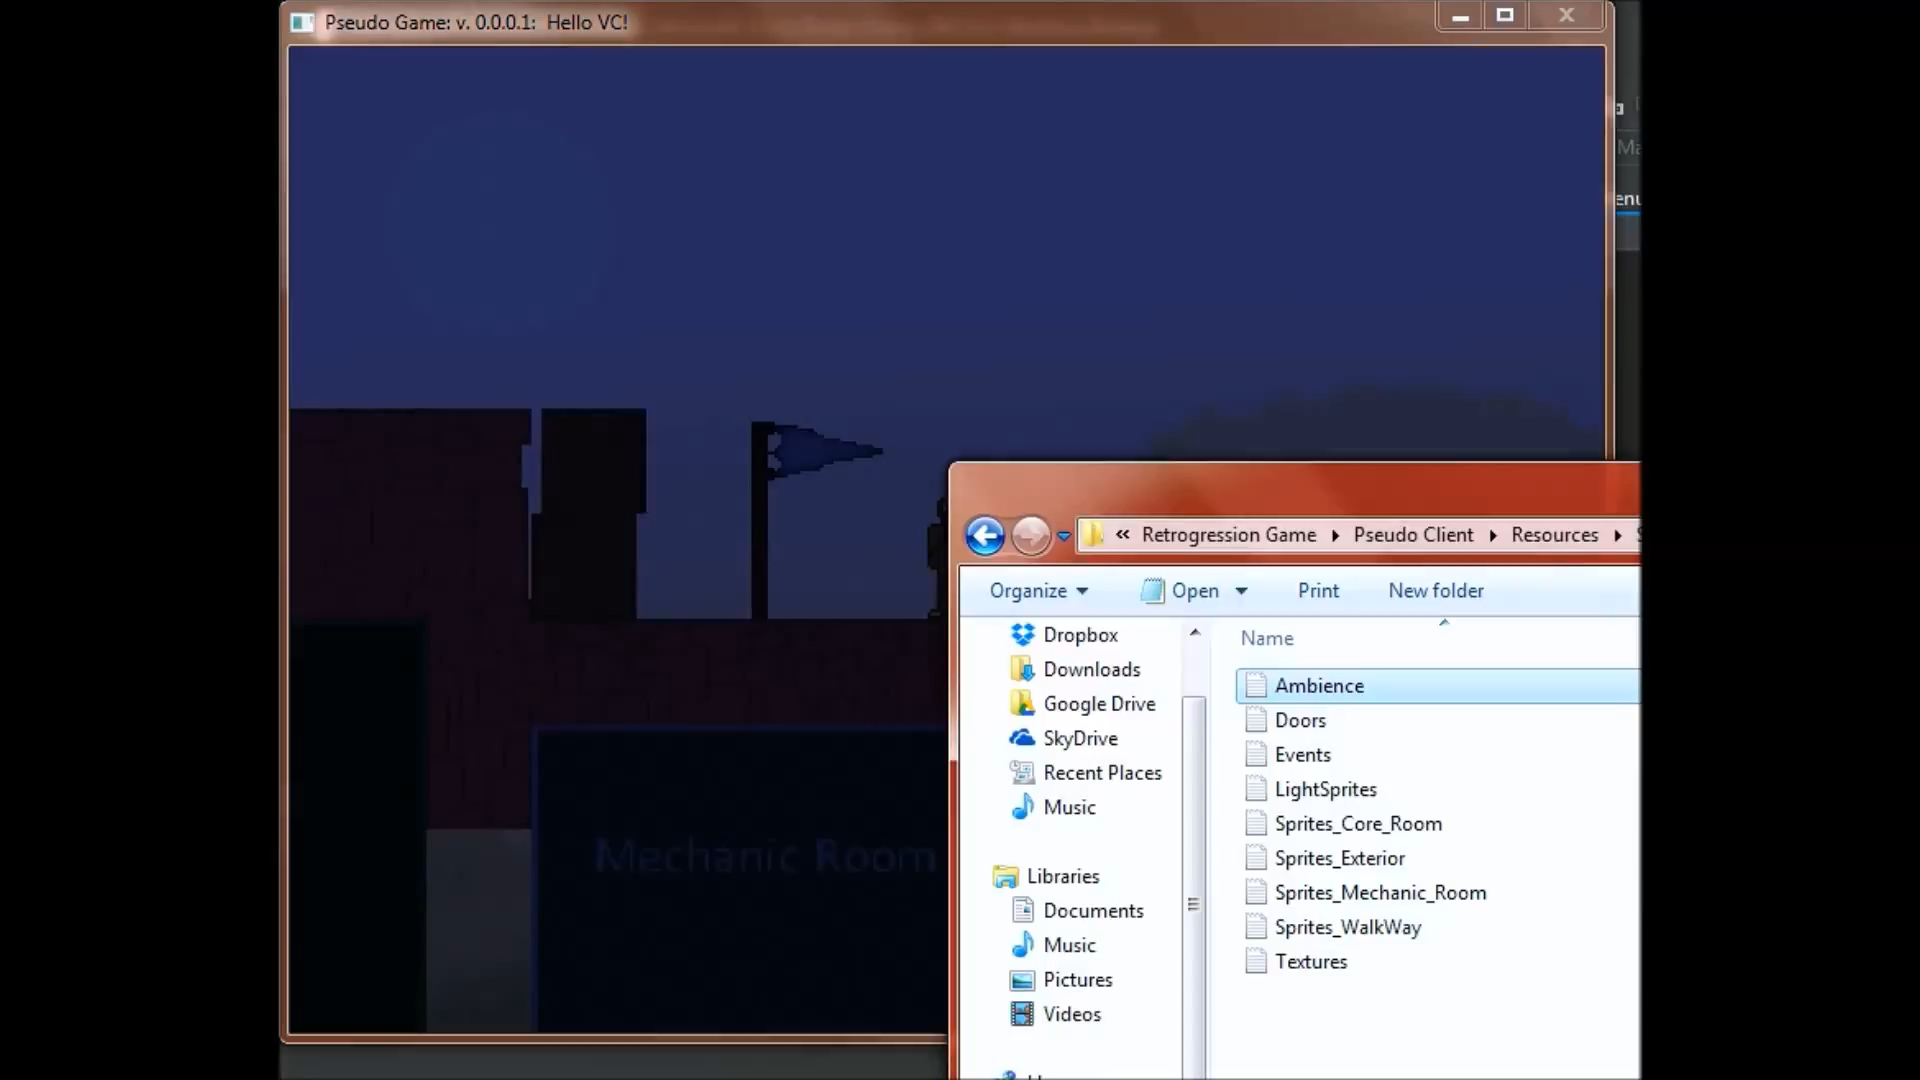 Pseudo Game: v. 0.0.0.1:  Hello VC!
Mechanic Room
« Retrogression Game ▸ Pseudo Client ▸ Resources ▸
Organize
Open
Print
New folder
Dropbox
Downloads
Google Drive
SkyDrive
Recent Places
Music
Libraries
Documents
Music
Pictures
Videos
Name
Ambience
Doors
Events
LightSprites
Sprites_Core_Room
Sprites_Exterior
Sprites_Mechanic_Room
Sprites_WalkWay
Textures